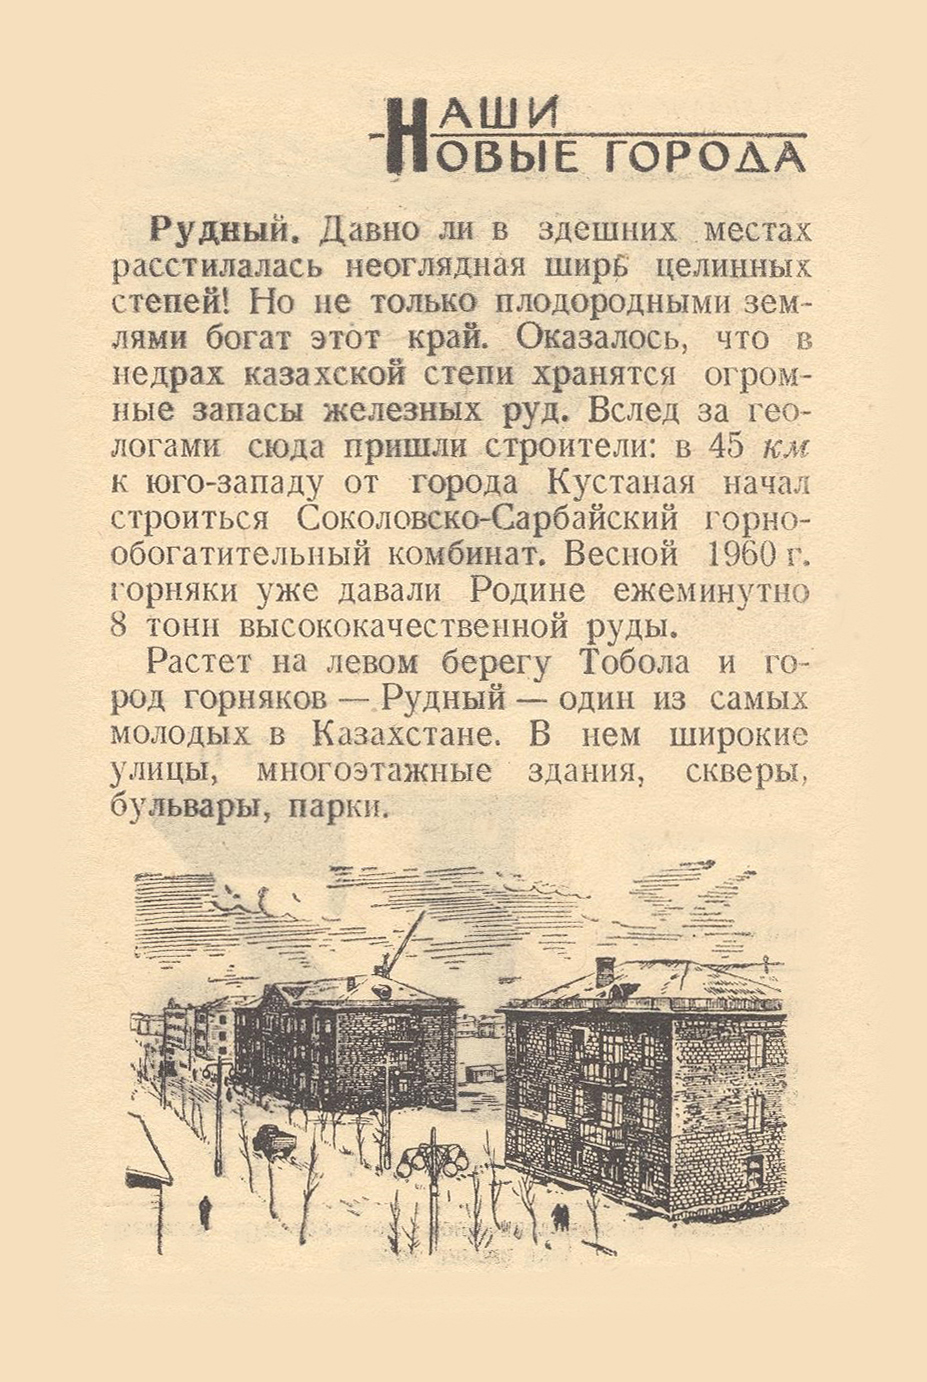 НАШИ
НОВЫЕ ГОРОДА
Рудный. Давно ли в здешних местах
расстилалась неоглядная ширь целинных
степей! Но не только плодородными зем-
лями богат этот край. Оказалось, что в
недрах казахской степи хранятся огром-
ные запасы железных руд. Вслед за гео-
логами сюда пришли строители: в 45 км
к юго-западу от города Кустаная начал
строиться Соколовско-Сарбайский горно-
обогатительный комбинат. Весной 1960 г.
горняки уже давали Родине ежеминутно
8 тонн высококачественной руды.
Растет на левом берегу Тобола и го-
род горняков — Рудный — один из самых
молодых в Казахстане. В нем широкие
улицы, многоэтажные здания, скверы,
бульвары, парки.